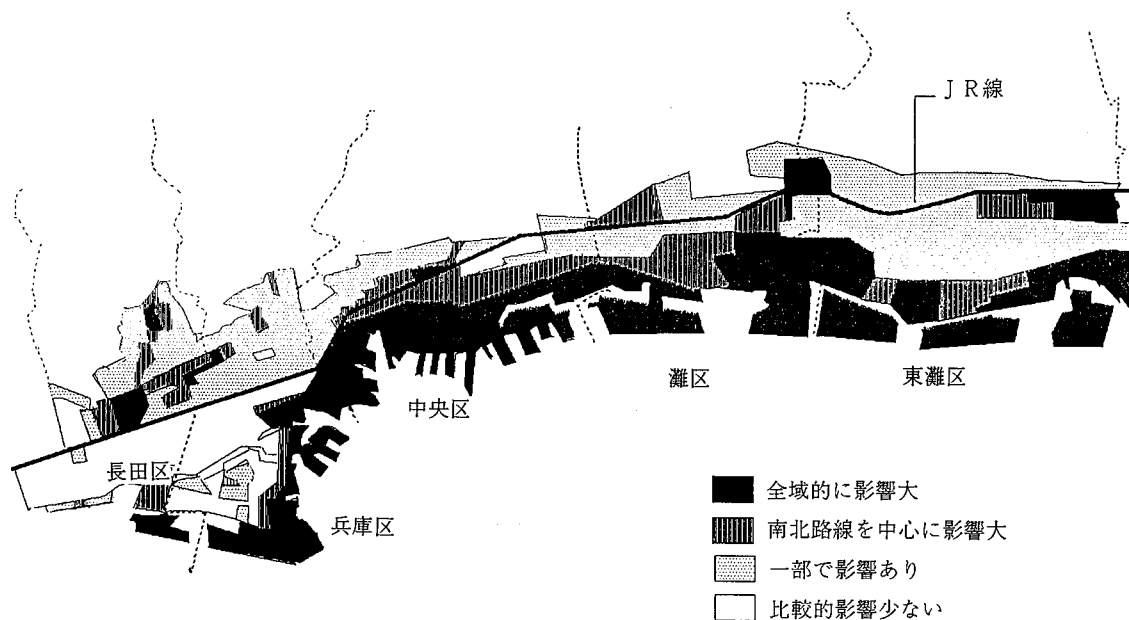 ＪＲ線
東灘区
灘区
中央区
長田区
兵庫区
全域的に影響大
南北路線を中心に影響大
一部で影響あり
比較的影響少ない